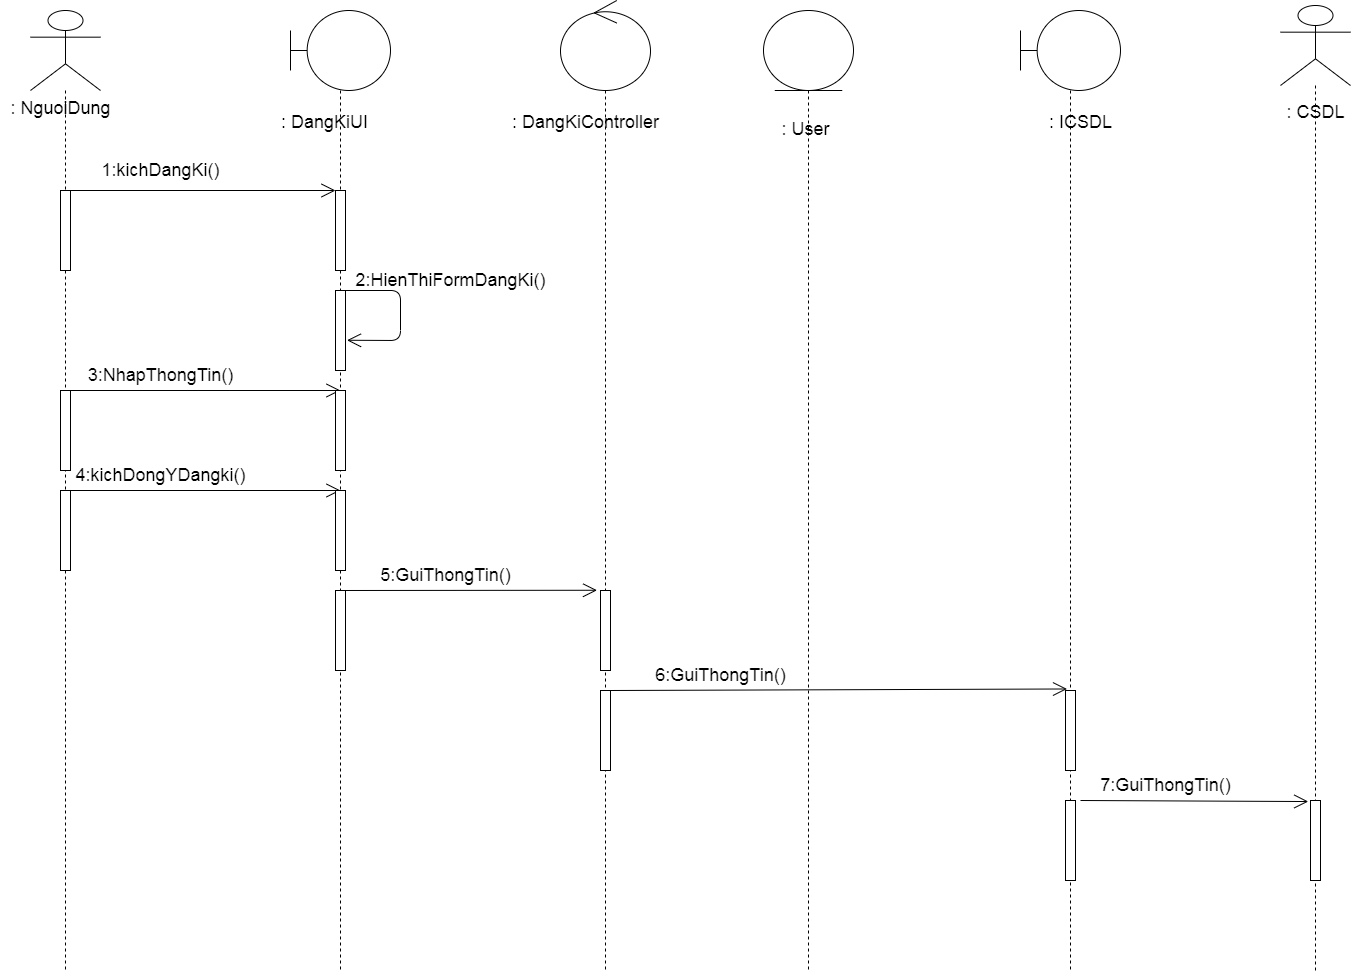 : NguoiDung
: DangKiUI
: DangKiController
: User
: ICSDL
: CSDL
1:kichDangKi()
2:HienThiFormDangKi()
3:NhapThongTin()
4:kichDongYDangki()
5:GuiThongTin()
6:GuiThongTin()
7:GuiThongTin()